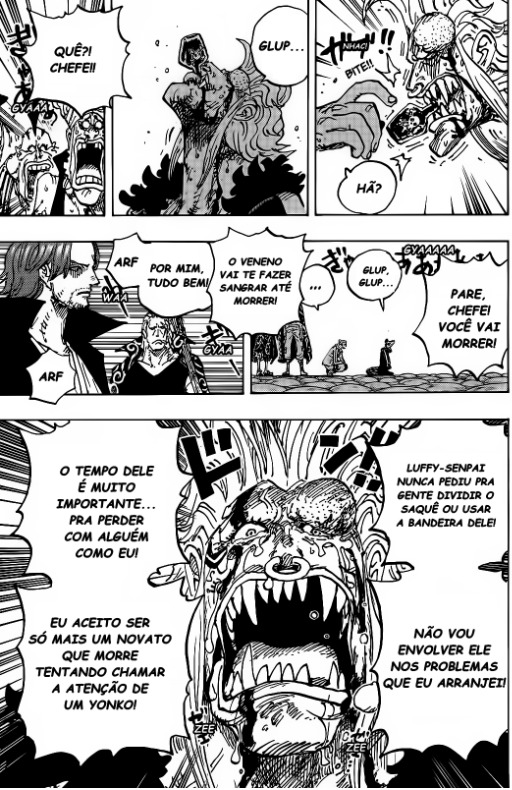 NHAC!
BITE!!
HÃ?
GLUP...
QUÊ?!
CHEFE!!
GYAAA
GYAAAAA
PARE,
CHEFE!
VOCÊ VAI
MORRER!
GLUP,
GLUP...
...
O VENENO
VAI TE FAZER
SANGRAR ATÉ
MORRER!
GYAA
POR MIM,
TUDO BEM!
ARF
WAA
ARF
ドンッ
LUFFY-SENPAI
NUNCA PEDIU PRA
GENTE DIVIDIR O
SAQUÊ OU USAR
A BANDEIRA DELE!
NÃO VOU
ENVOLVER ELE
NOS PROBLEMAS
QUE EU ARRANJEI!
ZEE
O TEMPO DELE
É MUITO
IMPORTANTE...
PRA PERDER
COM ALGUÉM
COMO EU!
EU ACEITO SER
SÓ MAIS UM NOVATO
QUE MORRE
TENTANDO CHAMAR
A ATENÇÃO DE
UM YONKO!
ZEE